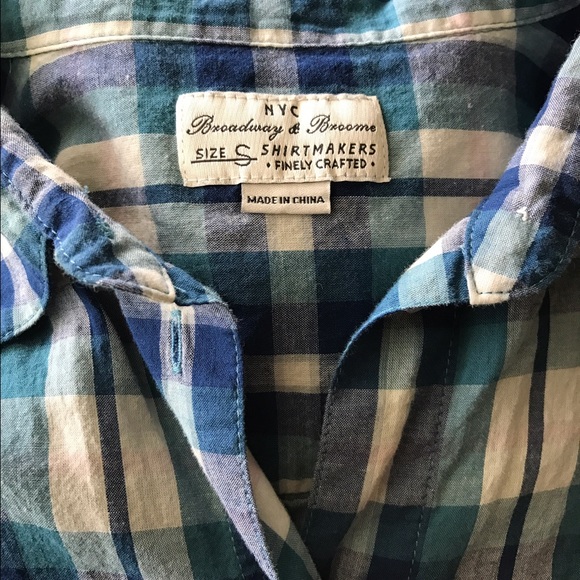 NYC
Broadway & Broome
SIZE S SHIRTMAKERS
• FINELY CRAFTED •
MADE IN CHINA